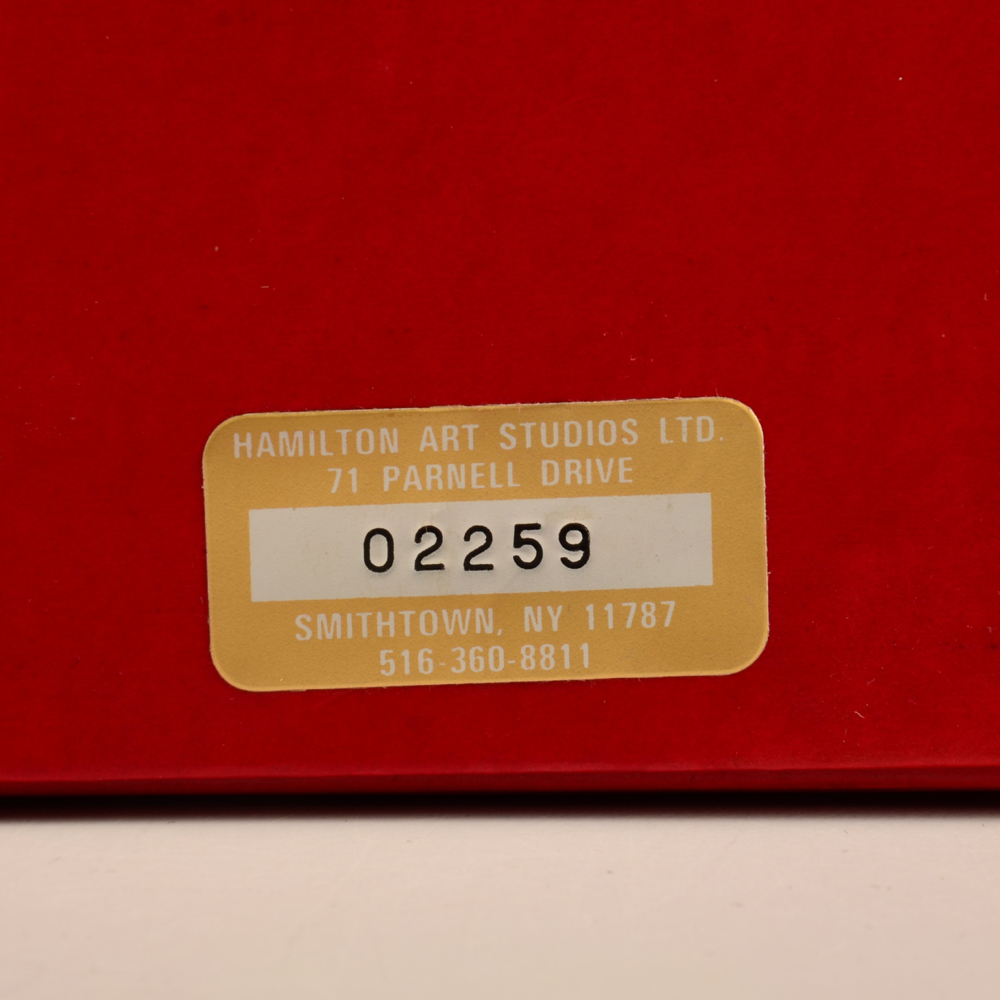 HAMILTON ART STUDIOS LTD.
71 PARNELL DRIVE
02259
SMITHTOWN, NY 11787
516-360-8811